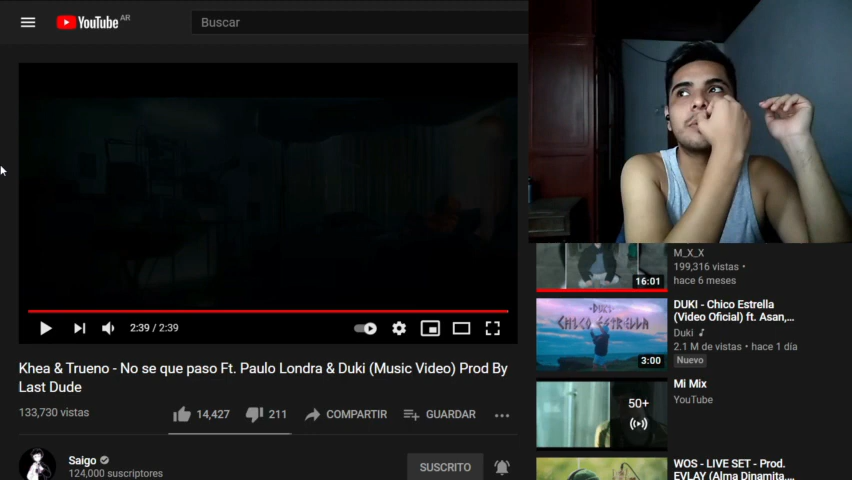 YouTube AR
Buscar
2:39 / 2:39
Khea & Trueno - No se que paso Ft. Paulo Londra & Duki (Music Video) Prod By
Last Dude
133,730 vistas
14,427
211
COMPARTIR
GUARDAR
Saigo
124,000 suscriptores
SUSCRITO
M_X_X
199,316 vistas •
hace 6 meses
16:01
DUKI - Chico Estrella
(Video Oficial) ft. Asan,...
Duki
2.1 M de vistas • hace 1 día
Nuevo
DUKI
CHICO ESTRELLA
3:00
Mi Mix
YouTube
50+
WOS - LIVE SET - Prod.
EVLAY (Alma Dinamita,...